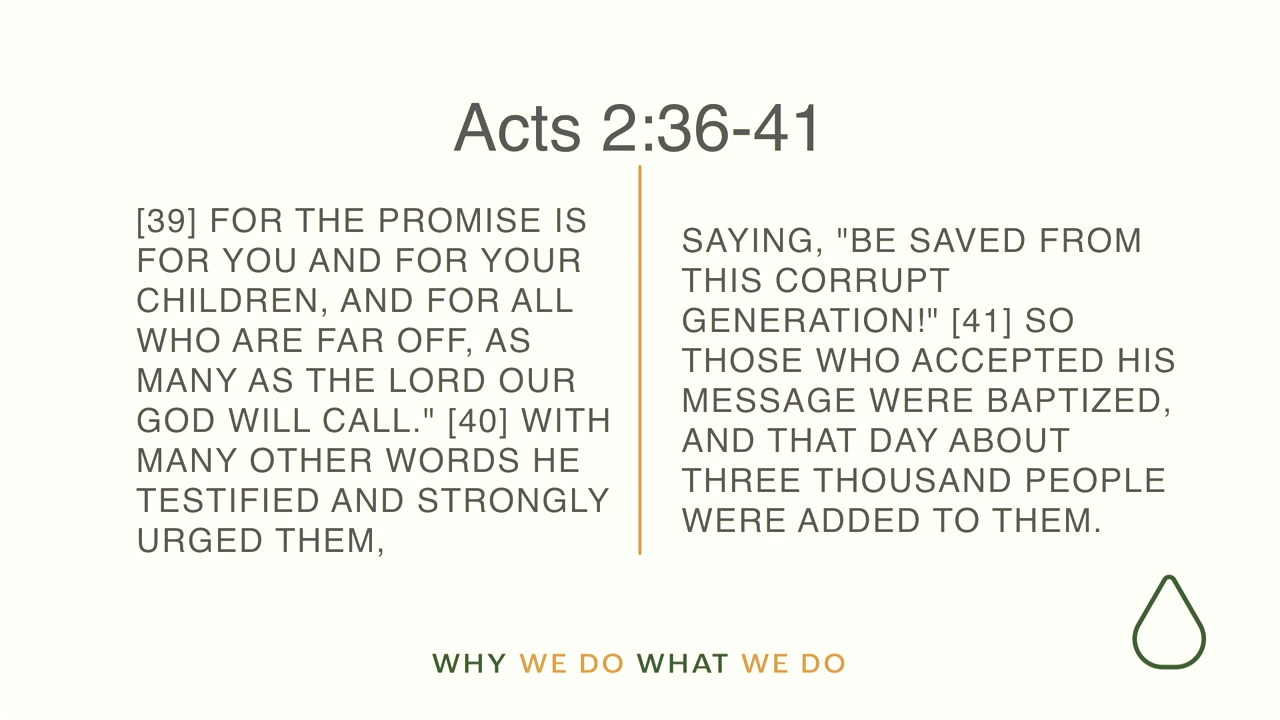 Acts 2:36-41
[39] FOR THE PROMISE IS
FOR YOU AND FOR YOUR
CHILDREN, AND FOR ALL
WHO ARE FAR OFF, AS
MANY AS THE LORD OUR
GOD WILL CALL." [40] WITH
MANY OTHER WORDS HE
TESTIFIED AND STRONGLY
URGED THEM,
SAYING, "BE SAVED FROM
THIS CORRUPT
GENERATION!" [41] SO
THOSE WHO ACCEPTED HIS
MESSAGE WERE BAPTIZED,
AND THAT DAY ABOUT
THREE THOUSAND PEOPLE
WERE ADDED TO THEM.
WHY WE DO WHAT WE DO